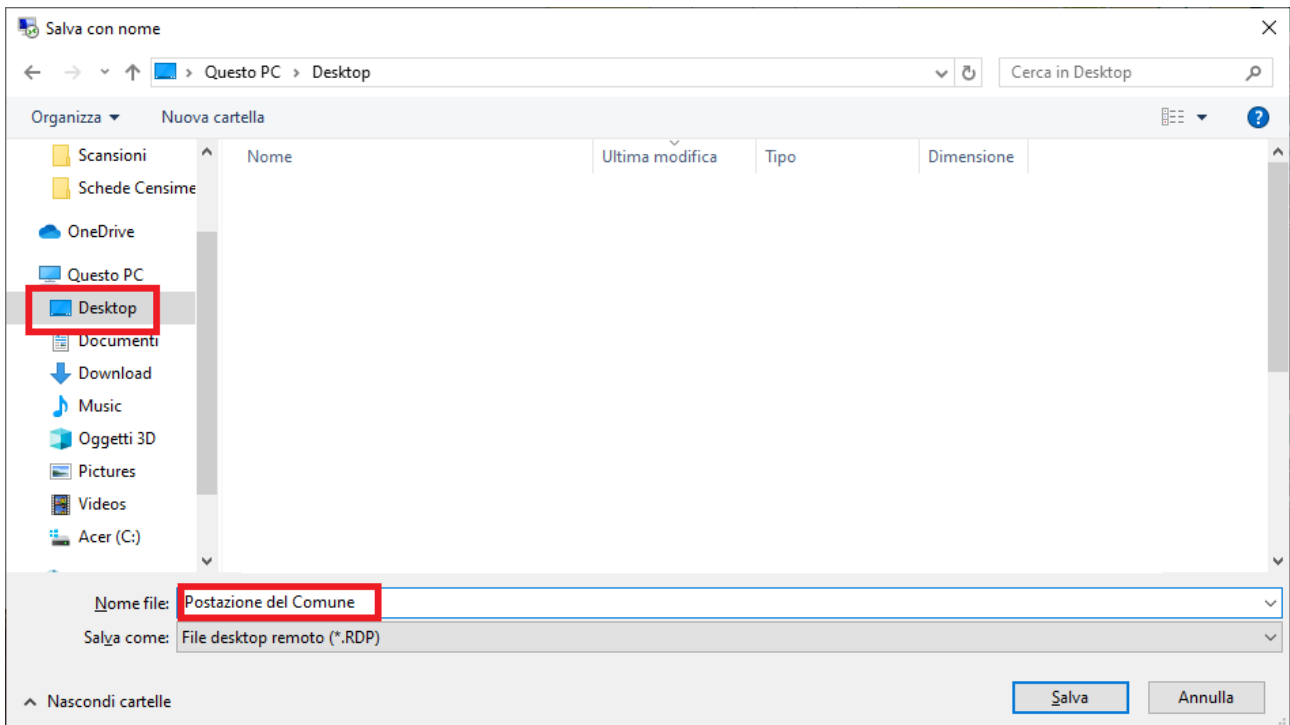 Salva con nome
Questo PC > Desktop
Cerca in Desktop
Organizza
Nuova cartella
?
Nome
Ultima modifica
Tipo
Dimensione
Scansioni
Schede Censime
OneDrive
Questo PC
Desktop
Documenti
Download
Music
Oggetti 3D
Pictures
Videos
Acer (C:)
Nome file: Postazione del Comune
Salva come: File desktop remoto (*.RDP)
Nascondi cartelle
Salva
Annulla